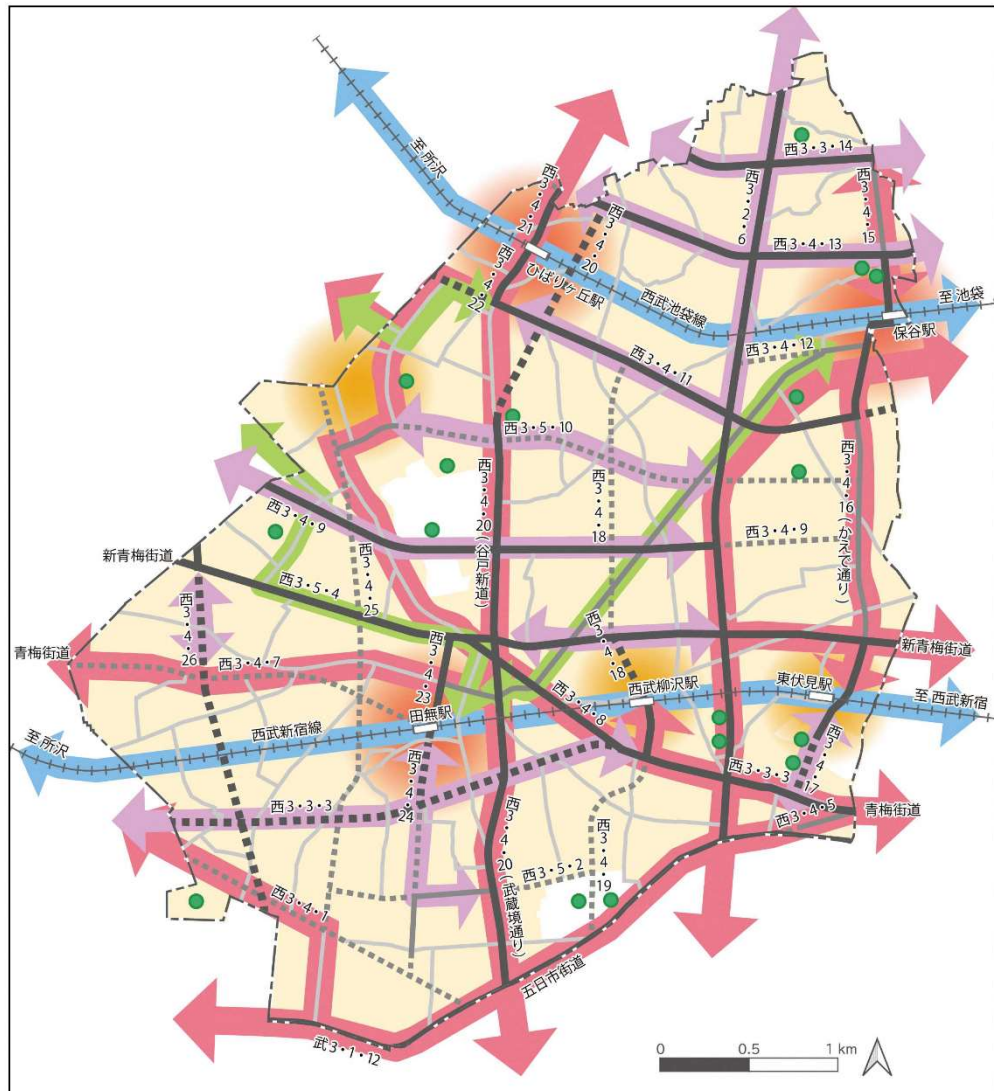 至所沢
西3・3・14
西3・2・6
西3・4・15
西3・4・21
西3・4・20
西3・4・13
ひばりヶ丘駅
西3・4・22
西武池袋線
至 池袋
保谷駅
西3・4・12
西3・4・11
西3・5・10
西3・4・20(谷戸新道)
西3・4・18
西3・4・16(かえで通り)
西3・4・9
西3・4・9
新青梅街道
西3・5・4
西3・4・25
西3・4・26
西3・4・18
青梅街道
西3・4・7
西3・4・23
新青梅街道
西3・4・8
西武柳沢駅
東伏見駅
田無駅
至 西武新宿
西武新宿線
至所沢
西3・4・17
西3・3・3
西3・4・24
西3・3・3
西3・4・5
青梅街道
西3・4・20(武蔵境通り)
西3・5・2
西3・4・19
西3・4・1
五日市街道
武3・1・12
0 0.5 1 km